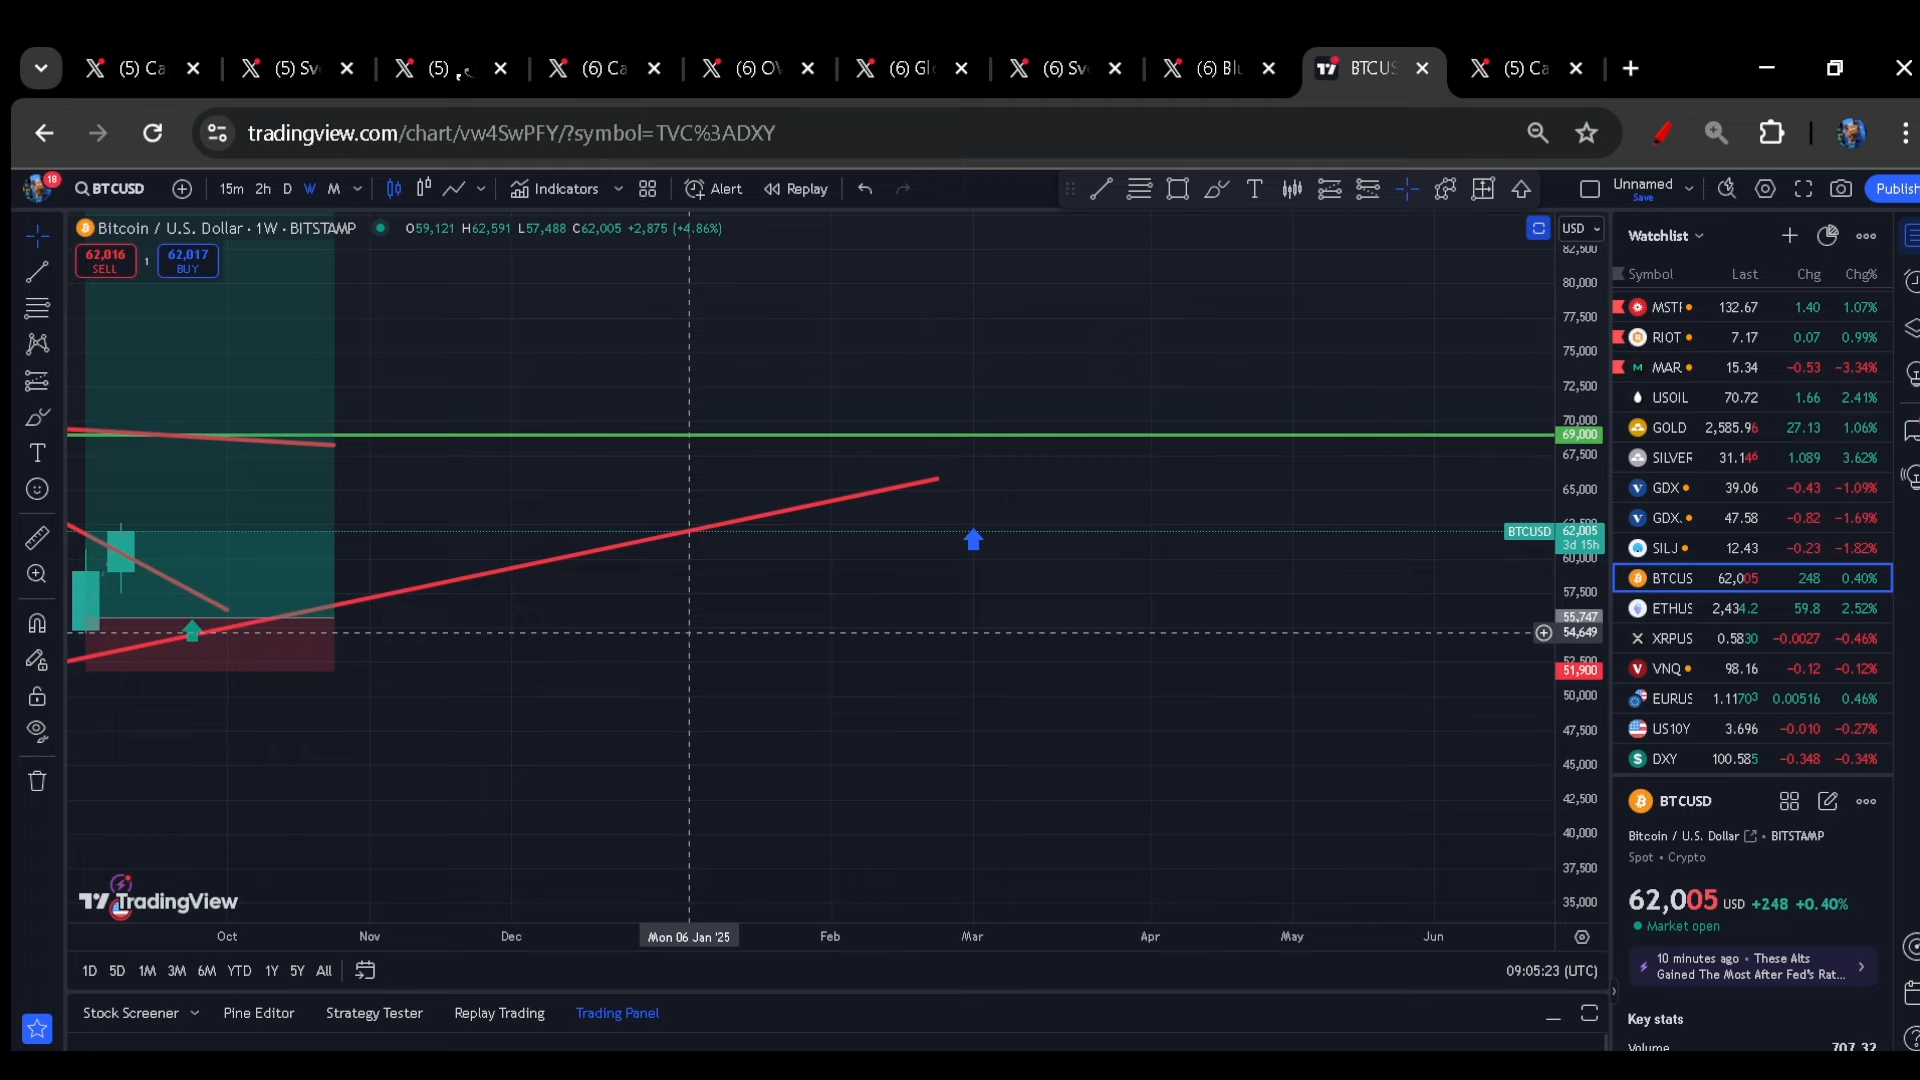 (5) Ca
(5) Sv
(5)
(6) Ca
(6) O
(6) Gl
(6) Sv
(6) Bl
BTCUS
(5) Ca
tradingview.com/chart/vw4SwPFY/?symbol=TVC%3ADXY
18
BTCUSD
15m 2h D W M
Indicators
Alert
Replay
Unnamed
Save
Publish
Bitcoin / U.S. Dollar · 1W · BITSTAMP
O59,121 H62,591 L57,488 C62,005 +2,875 (+4.86%)
62,016
SELL
1
62,017
BUY
USD
82,500
80,000
77,500
75,000
72,500
70,000
69,000
67,500
65,000
BTCUSD
62,005
3d 15h
60,000
57,500
55,747
54,649
52,500
51,900
50,000
47,500
45,000
42,500
40,000
37,500
35,000
TradingView
Oct Nov Dec Mon 06 Jan '25 Feb Mar Apr May Jun
1D 5D 1M 3M 6M YTD 1Y 5Y All
09:05:23 (UTC)
Stock Screener Pine Editor Strategy Tester Replay Trading Trading Panel
Watchlist
Symbol Last Chg Chg%
MSTR 132.67 1.40 1.07%
RIOT 7.17 0.07 0.99%
MAR 15.34 −0.53 −3.34%
USOIL 70.72 1.66 2.41%
GOLD 2,585.96 27.13 1.06%
SILVER 31.146 1.089 3.62%
GDX 39.06 −0.43 −1.09%
GDX. 47.58 −0.82 −1.69%
SILJ 12.43 −0.23 −1.82%
BTCUS 62,005 248 0.40%
ETHUS 2,434.2 59.8 2.52%
XRPUS 0.5830 −0.0027 −0.46%
VNQ 98.16 −0.12 −0.12%
EURUS 1.11703 0.00516 0.46%
US10Y 3.696 −0.010 −0.27%
DXY 100.585 −0.348 −0.34%
BTCUSD
Bitcoin / U.S. Dollar • BITSTAMP
Spot • Crypto
62,005 USD +248 +0.40%
Market open
10 minutes ago • These Alts
Gained The Most After Fed's Rat...
Key stats
Volume 707.32